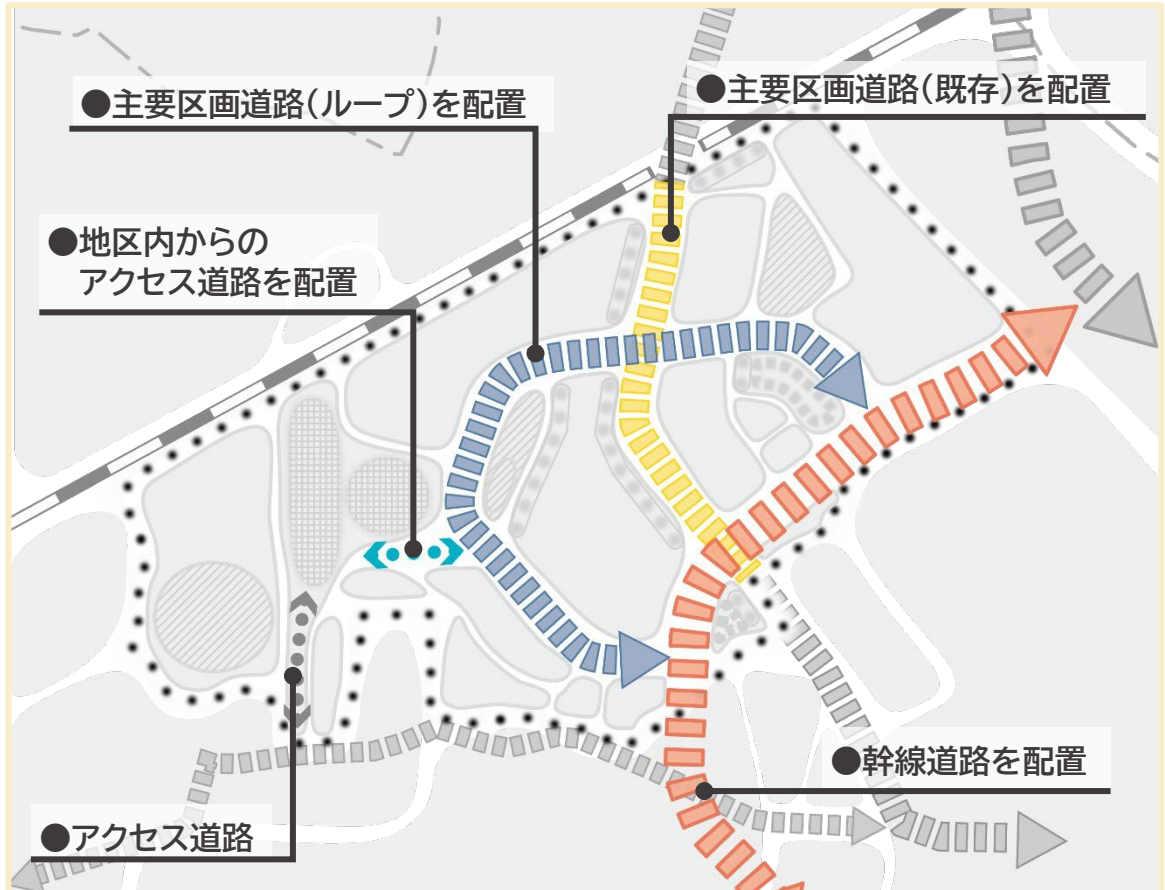 ●主要区画道路(ループ)を配置
●主要区画道路(既存)を配置
●地区内からの
アクセス道路を配置
●幹線道路を配置
●アクセス道路